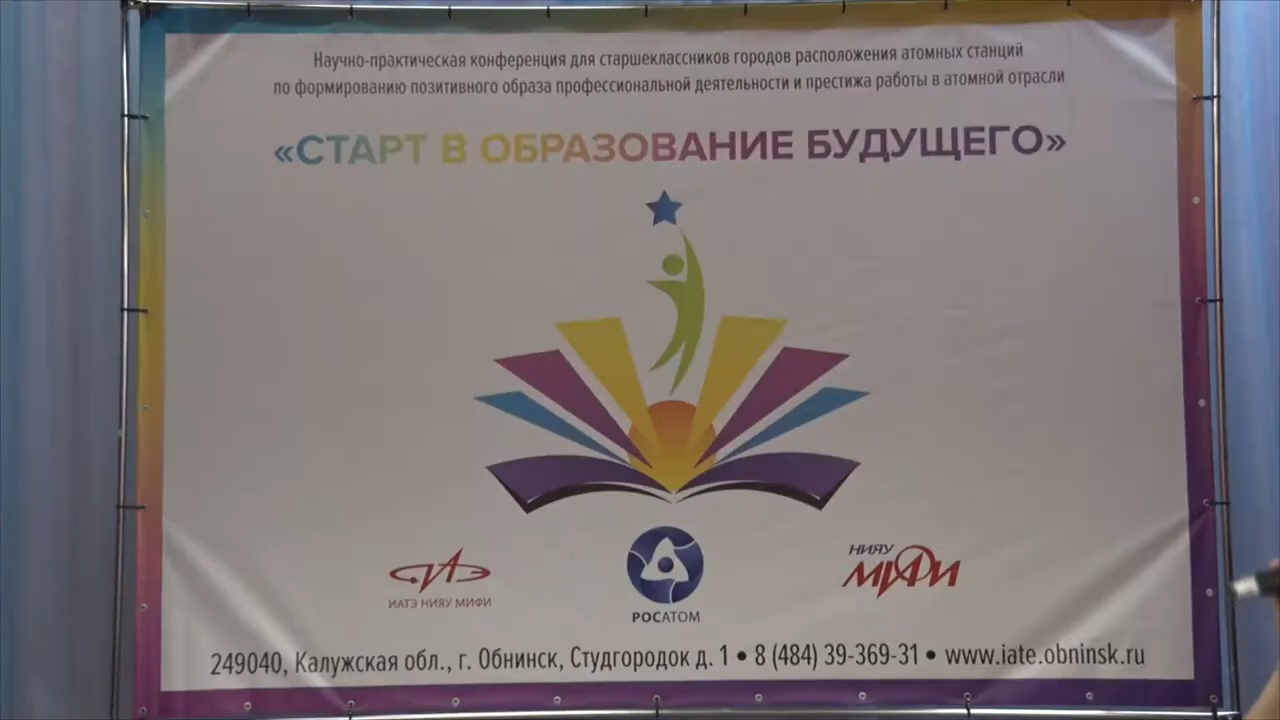 Научно-практическая конференция для старшеклассников городов расположения атомных станций
по формированию позитивного образа профессиональной деятельности и престижа работы в атомной отрасли
«СТАРТ В ОБРАЗОВАНИЕ БУДУЩЕГО»
ИАТЭ
ИАТЭ НИЯУ МИФИ
РОСАТОМ
НИЯУ
МИФИ
249040, Калужская обл., г. Обнинск, Студгородок д. 1 • 8 (484) 39-369-31 • www.iate.obninsk.ru